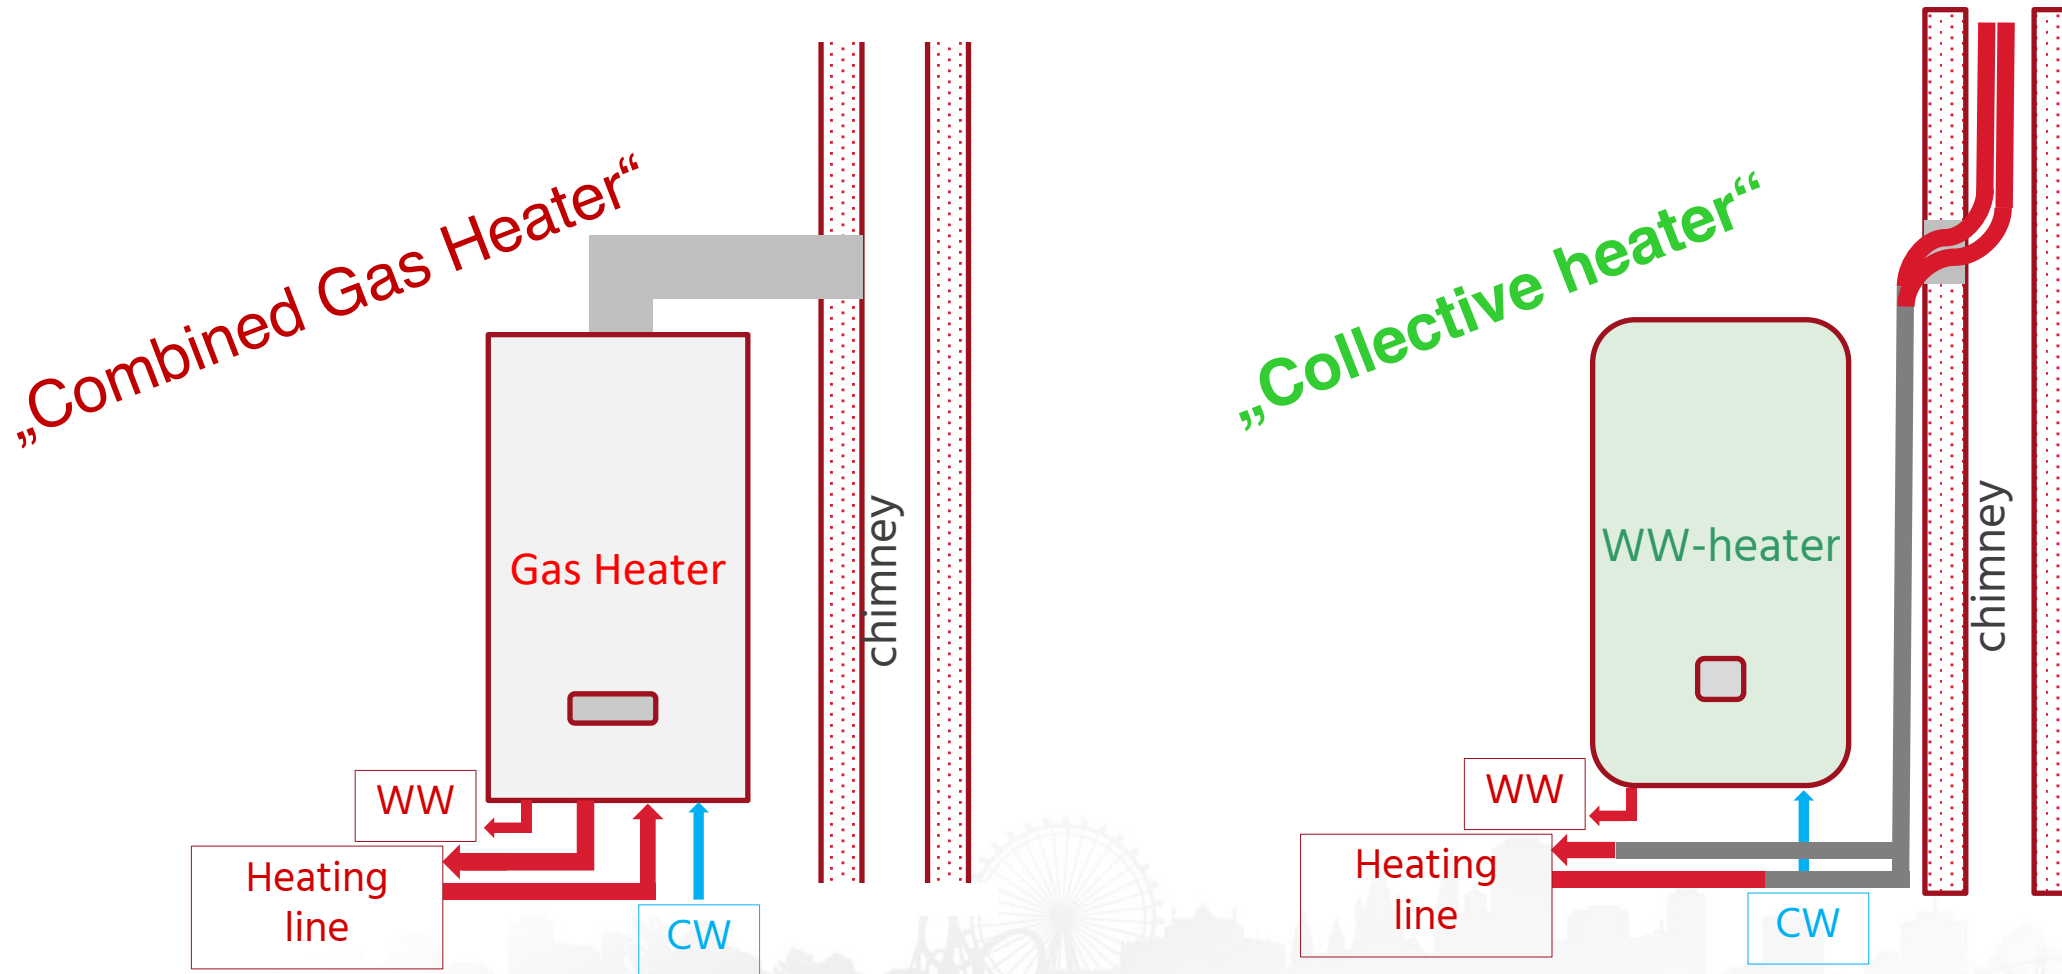 „Combined Gas Heater“
Gas Heater
chimney
WW
Heating
line
CW
„Collective heater“
WW-heater
chimney
WW
Heating
line
CW